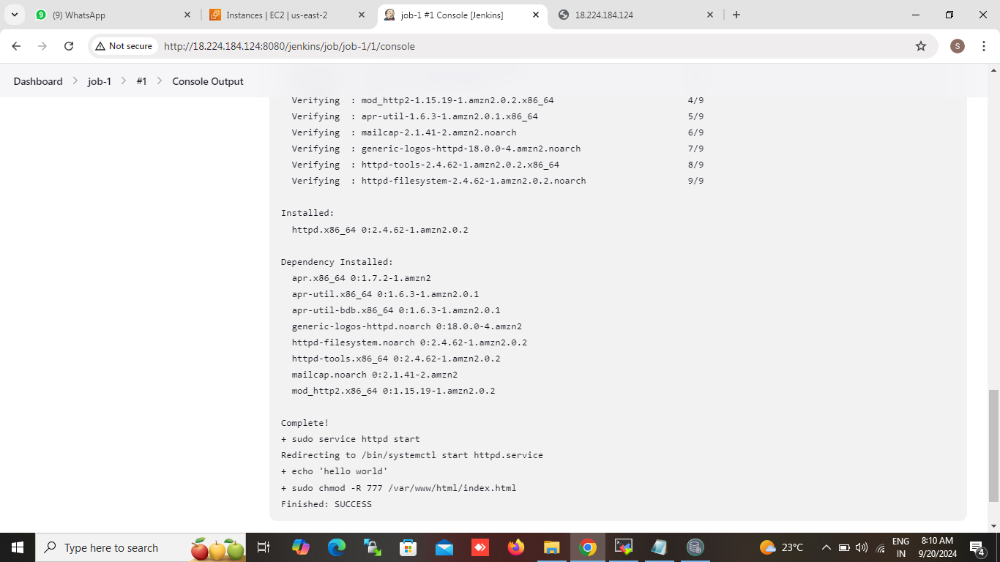 (9) WhatsApp
Instances | EC2 | us-east-2
job-1 #1 Console [Jenkins]
18.224.184.124
Not secure
http://18.224.184.124:8080/jenkins/job/job-1/1/console
S
Dashboard > job-1 > #1 > Console Output
Verifying : mod_http2-1.15.19-1.amzn2.0.2.x86_64 4/9
Verifying : apr-util-1.6.3-1.amzn2.0.1.x86_64 5/9
Verifying : mailcap-2.1.41-2.amzn2.noarch 6/9
Verifying : generic-logos-httpd-18.0.0-4.amzn2.noarch 7/9
Verifying : httpd-tools-2.4.62-1.amzn2.0.2.x86_64 8/9
Verifying : httpd-filesystem-2.4.62-1.amzn2.0.2.noarch 9/9
Installed:
httpd.x86_64 0:2.4.62-1.amzn2.0.2
Dependency Installed:
apr.x86_64 0:1.7.2-1.amzn2
apr-util.x86_64 0:1.6.3-1.amzn2.0.1
apr-util-bdb.x86_64 0:1.6.3-1.amzn2.0.1
generic-logos-httpd.noarch 0:18.0.0-4.amzn2
httpd-filesystem.noarch 0:2.4.62-1.amzn2.0.2
httpd-tools.x86_64 0:2.4.62-1.amzn2.0.2
mailcap.noarch 0:2.1.41-2.amzn2
mod_http2.x86_64 0:1.15.19-1.amzn2.0.2
Complete!
+ sudo service httpd start
Redirecting to /bin/systemctl start httpd.service
+ echo 'hello world'
+ sudo chmod -R 777 /var/www/html/index.html
Finished: SUCCESS
Type here to search
23°C
ENG
IN
8:10 AM
9/20/2024
4